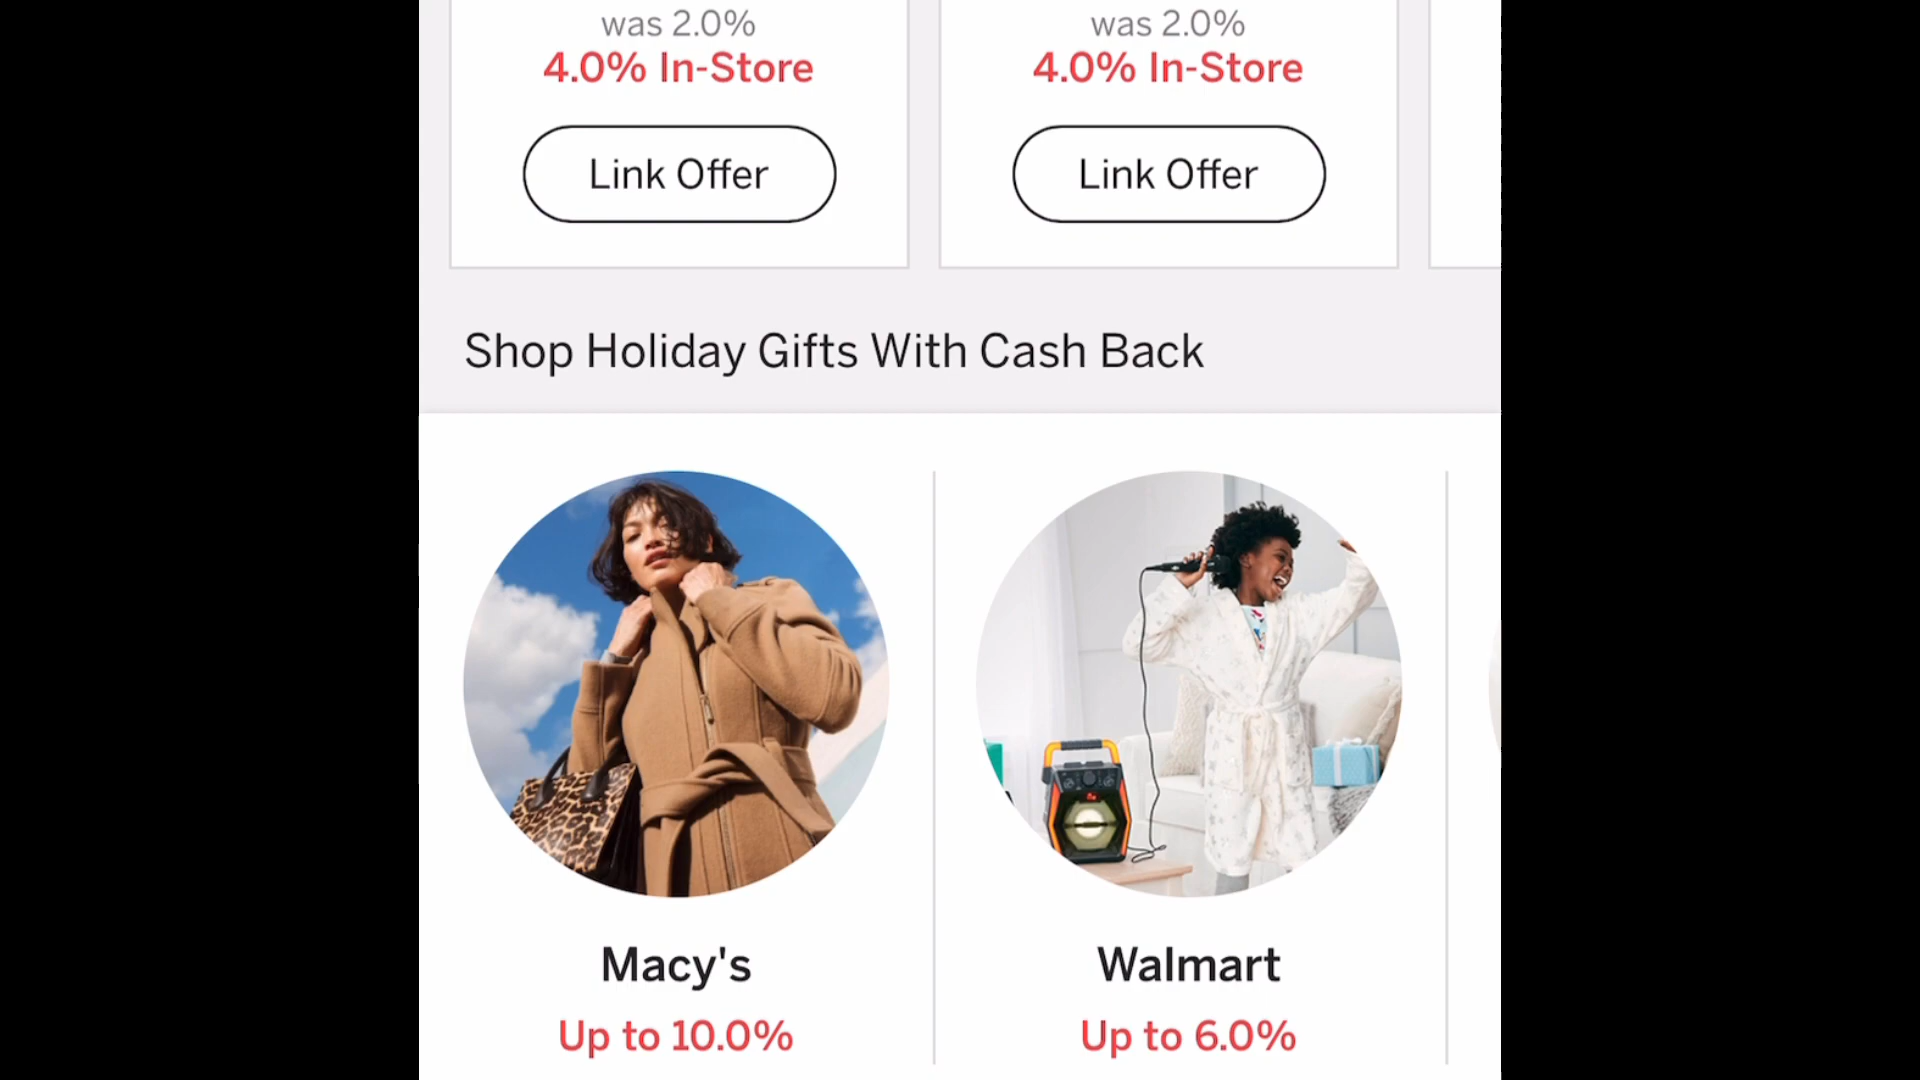 was 2.0%
4.0% In-Store
Link Offer
was 2.0%
4.0% In-Store
Link Offer
Shop Holiday Gifts With Cash Back
Macy's
Up to 10.0%
Walmart
Up to 6.0%